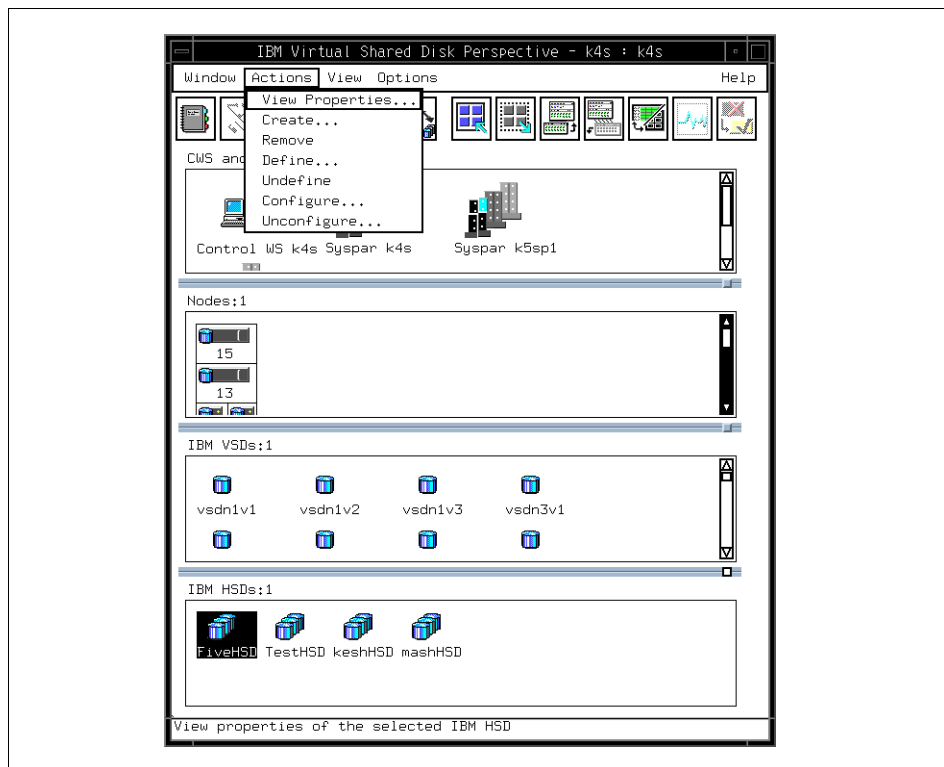 IBM Virtual Shared Disk Perspective - k4s : k4s
Window Actions View Options Help
View Properties...
Create...
Remove
Define...
Undefine
Configure...
Unconfigure...
CWS and
Control WS k4s Syspar k4s Syspar k5sp1
Nodes:1
15
13
IBM VSDs:1
vsdn1v1 vsdn1v2 vsdn1v3 vsdn3v1
IBM HSDs:1
FiveHSD TestHSD keshHSD mashHSD
View properties of the selected IBM HSD